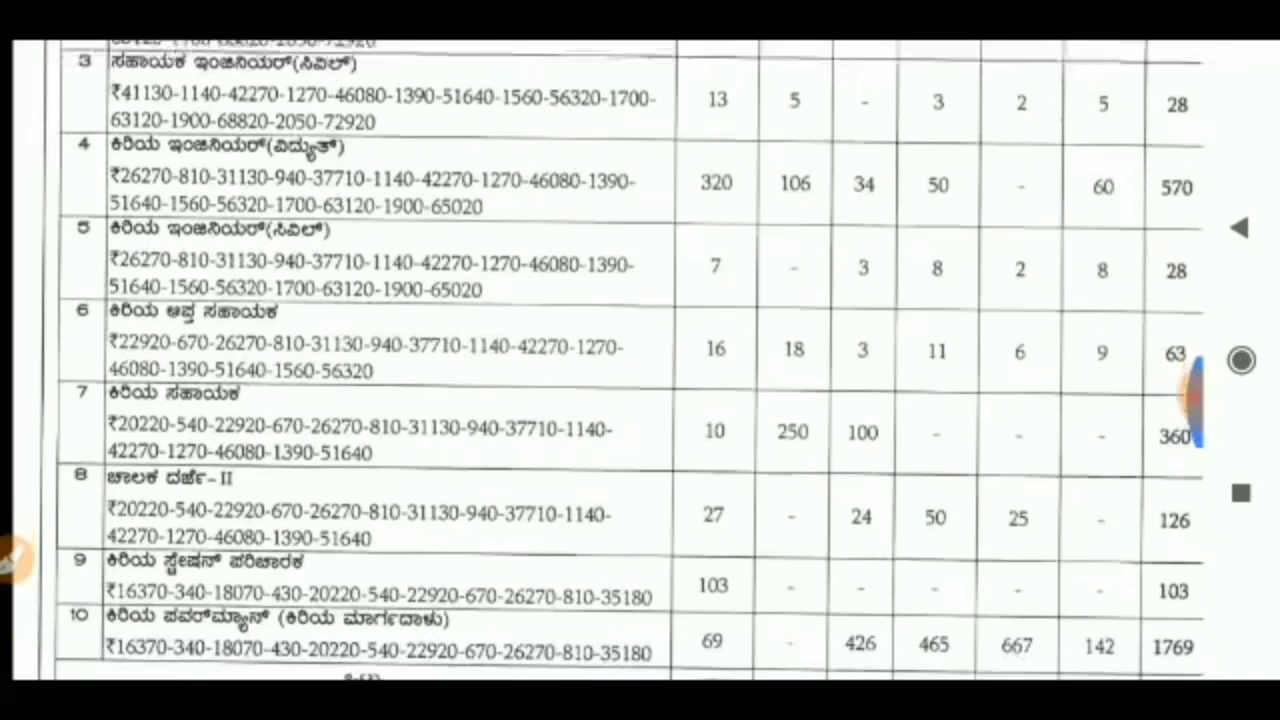 3 ಸಹಾಯಕ ಇಂಜಿನಿಯರ್(ಸಿವಿಲ್)
₹41130-1140-42270-1270-46080-1390-51640-1560-56320-1700- 13 5 - 3 2 5 28
63120-1900-68820-2050-72920
4 ಕಿರಿಯ ಇಂಜಿನಿಯರ್(ವಿದ್ಯುತ್)
₹26270-810-31130-940-37710-1140-42270-1270-46080-1390- 320 106 34 50 - 60 570
51640-1560-56320-1700-63120-1900-65020
5 ಕಿರಿಯ ಇಂಜಿನಿಯರ್(ಸಿವಿಲ್)
₹26270-810-31130-940-37710-1140-42270-1270-46080-1390- 7 - 3 8 2 8 28
51640-1560-56320-1700-63120-1900-65020
6 ಕಿರಿಯ ಆಪ್ತ ಸಹಾಯಕ
₹22920-670-26270-810-31130-940-37710-1140-42270-1270- 16 18 3 11 6 9 63
46080-1390-51640-1560-56320
7 ಕಿರಿಯ ಸಹಾಯಕ
₹20220-540-22920-670-26270-810-31130-940-37710-1140- 10 250 100 - - - 360
42270-1270-46080-1390-51640
8 ಚಾಲಕ ದರ್ಜೆ-II
₹20220-540-22920-670-26270-810-31130-940-37710-1140- 27 - 24 50 25 - 126
42270-1270-46080-1390-51640
9 ಕಿರಿಯ ಸ್ಟೇಷನ್ ಪರಿಚಾರಕ
₹16370-340-18070-430-20220-540-22920-670-26270-810-35180 103 - - - - - 103
10 ಕಿರಿಯ ಪವರ್‌ಮ್ಯಾನ್ (ಕಿರಿಯ ಮಾರ್ಗದಾಳು)
₹16370-340-18070-430-20220-540-22920-670-26270-810-35180 69 - 426 465 667 142 1769